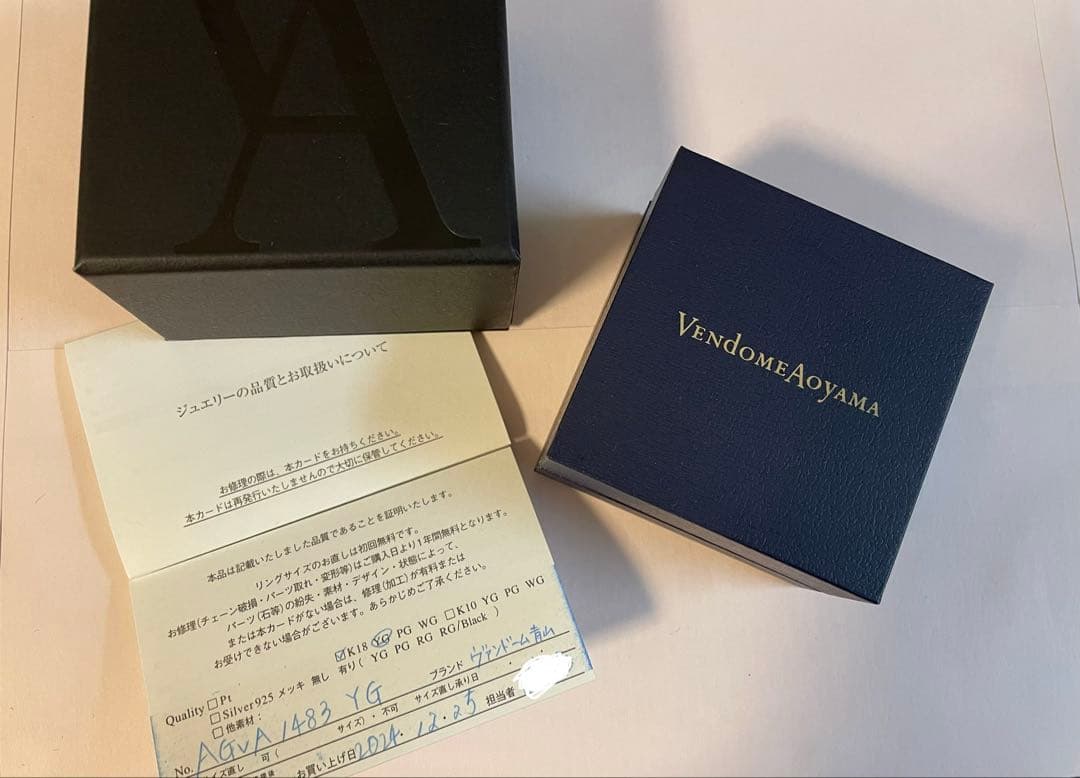 VA
VENDOMEAOYAMA
ジュエリーの品質とお取扱いについて
お修理の際は、本カードをお持ちください。
本カードは再発行いたしませんので大切に保管してください。
本品は記載いたしました品質であることを証明いたします。
リングサイズのお直しは初回無料です。
お修理(チェーン破損・パーツ取れ・変形等)はご購入日より1年間無料となります。
パーツ(石等)の紛失・素材・デザイン・状態によって、
または本カードがない場合は、修理(加工)が有料または
お受けできない場合がございます。あらかじめご了承ください。
Quality □Pt ☑K18 YG PG WG □K10 YG PG WG
□Silver925 メッキ 無し 有り( YG PG RG RG/Black )
□他素材: ブランド ヴァンドーム青山
No. AGVA1483 YG
イズ直し 可( サイズ)・不可 サイズ直し承り日 ・ ・
お買い上げ日2024.12.25 担当者